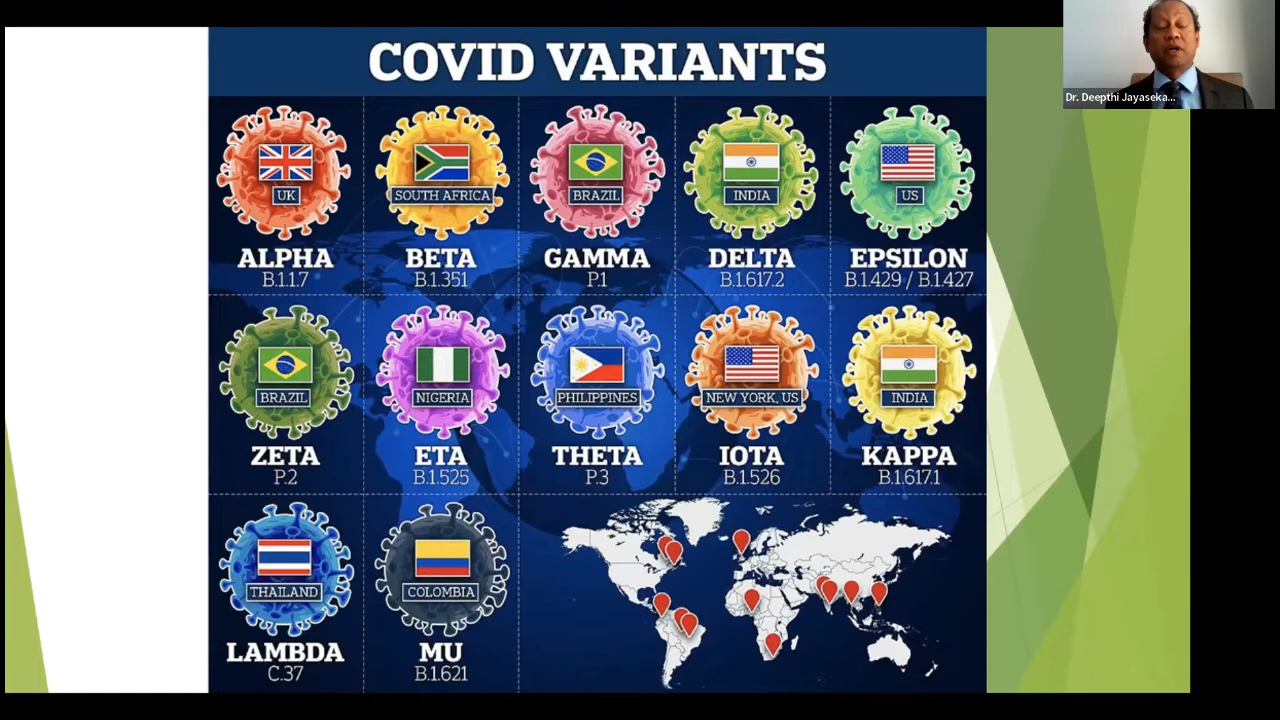 COVID VARIANTS
Dr. Deepthi Jayaseka...
UK
SOUTH AFRICA
BRAZIL
INDIA
US
ALPHA
B.1.1.7
BETA
B.1.351
GAMMA
P.1
DELTA
B.1.617.2
EPSILON
B.1.429 / B.1.427
BRAZIL
NIGERIA
PHILIPPINES
NEW YORK, US
INDIA
ZETA
P.2
ETA
B.1.525
THETA
P.3
IOTA
B.1.526
KAPPA
B.1.617.1
THAILAND
COLOMBIA
LAMBDA
C.37
MU
B.1.621